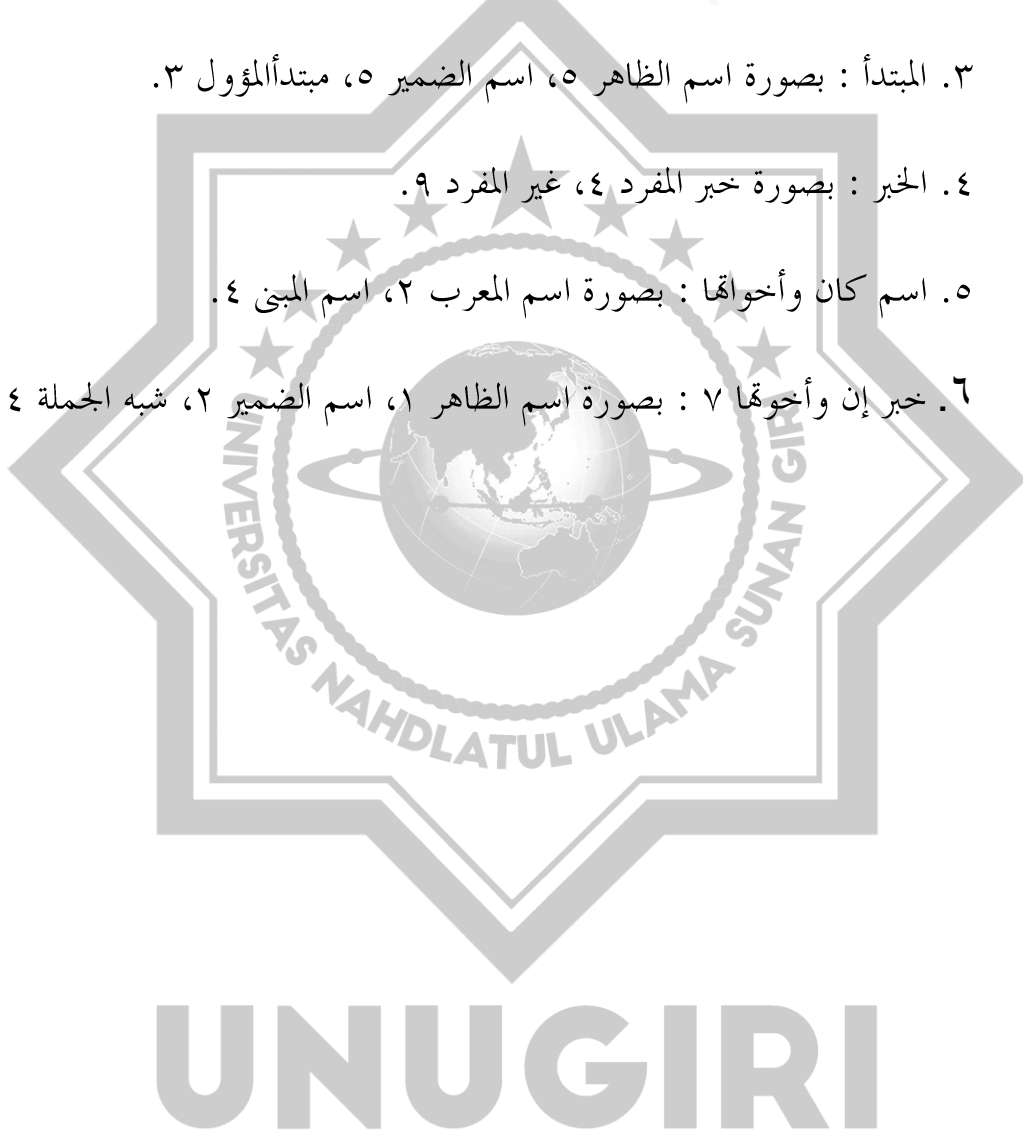 ٣. المبتدأ : بصورة اسم الظاهر ٥، اسم الضمير ٥، مبتدأالمؤول ٣.
٤. الخبر : بصورة خبر المفرد ٤، غير المفرد ٩.
٥. اسم كان وأخواتها : بصورة اسم المعرب ٢، اسم المبنى ٤.
٦. خبر إن وأخوتها ٧ : بصورة اسم الظاهر ١، اسم الضمير ٢، شبه الجملة ٤
UNIVERSITAS NAHDLATUL ULAMA SUNAN GIRI
UNUGIRI